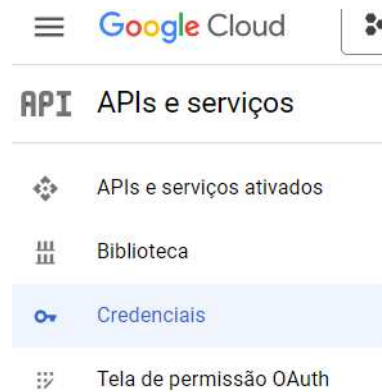 Google Cloud
API APIs e serviços
APIs e serviços ativados
Biblioteca
Credenciais
Tela de permissão OAuth